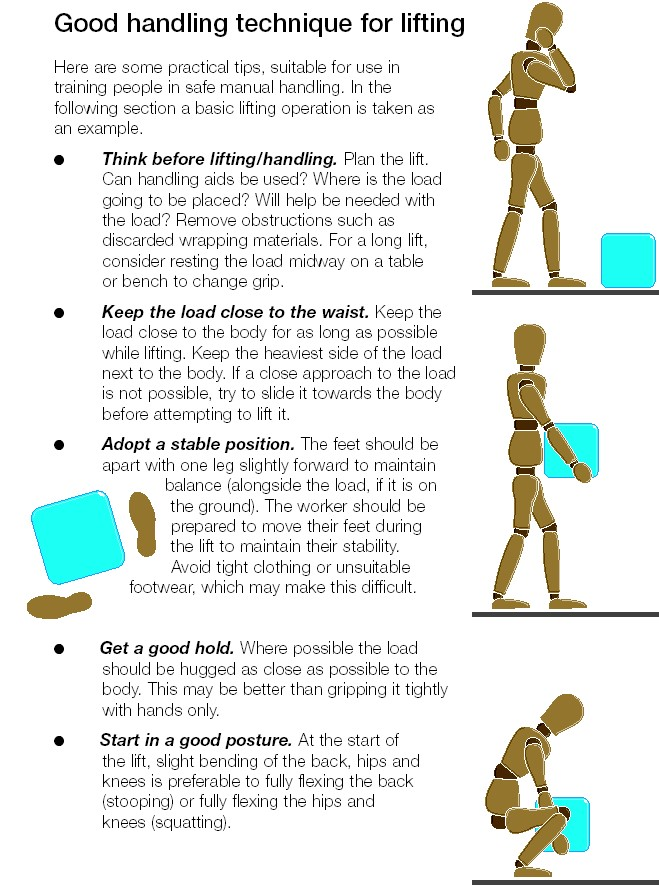 Good handling technique for lifting
Here are some practical tips, suitable for use in
training people in safe manual handling. In the
following section a basic lifting operation is taken as
an example.
● Think before lifting/handling. Plan the lift.
Can handling aids be used? Where is the load
going to be placed? Will help be needed with
the load? Remove obstructions such as
discarded wrapping materials. For a long lift,
consider resting the load midway on a table
or bench to change grip.
● Keep the load close to the waist. Keep the
load close to the body for as long as possible
while lifting. Keep the heaviest side of the load
next to the body. If a close approach to the load
is not possible, try to slide it towards the body
before attempting to lift it.
● Adopt a stable position. The feet should be
apart with one leg slightly forward to maintain
balance (alongside the load, if it is on
the ground). The worker should be
prepared to move their feet during
the lift to maintain their stability.
Avoid tight clothing or unsuitable
footwear, which may make this difficult.
● Get a good hold. Where possible the load
should be hugged as close as possible to the
body. This may be better than gripping it tightly
with hands only.
● Start in a good posture. At the start of
the lift, slight bending of the back, hips and
knees is preferable to fully flexing the back
(stooping) or fully flexing the hips and
knees (squatting).